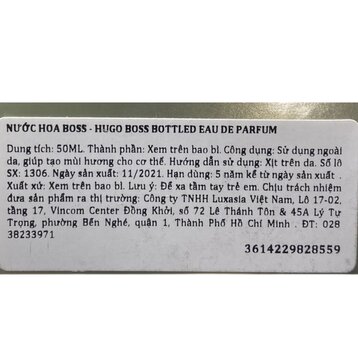 NƯỚC HOA BOSS - HUGO BOSS BOTTLED EAU DE PARFUM
Dung tích: 50ML. Thành phần: Xem trên bao bì. Công dụng: Sử dụng ngoài
da, giúp tạo mùi hương cho cơ thể. Hướng dẫn sử dụng: Xịt trên da. Số lô
SX: 1306. Ngày sản xuất: 11/2021. Hạn dùng: 5 năm kể từ ngày sản xuất.
Xuất xứ: Xem trên bao bì. Lưu ý: Để xa tầm tay trẻ em. Chịu trách nhiệm
đưa sản phẩm ra thị trường: Công ty TNHH Luxasia Việt Nam, Lô 17-02,
tầng 17, Vincom Center Đồng Khởi, số 72 Lê Thánh Tôn & 45A Lý Tự
Trọng, phường Bến Nghé, quận 1, Thành Phố Hồ Chí Minh . ĐT: 028
38233971
3614229828559